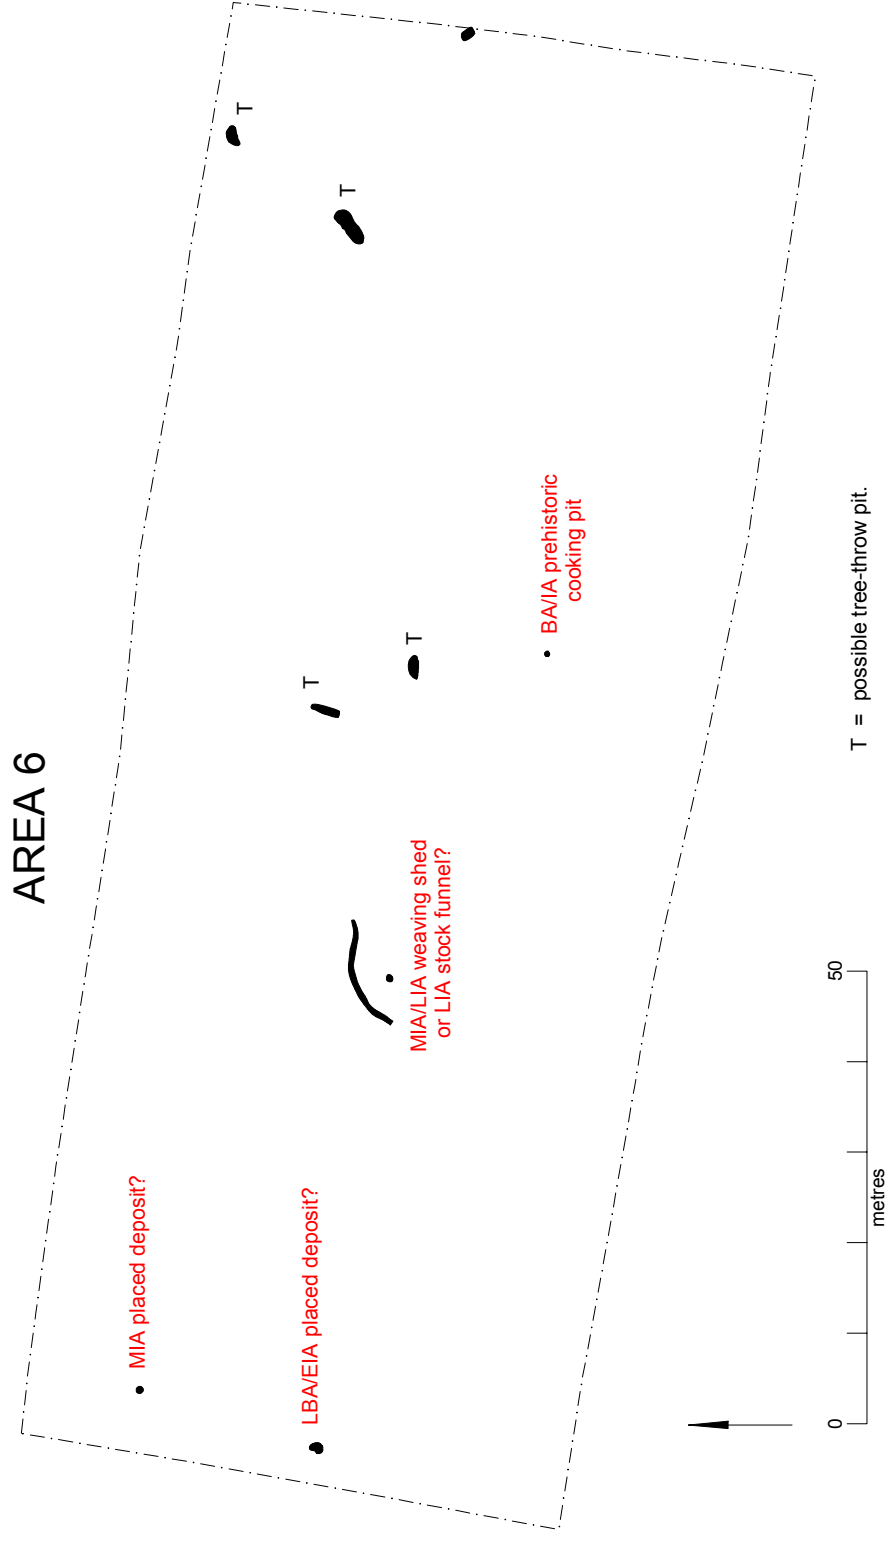 AREA 6
T
T
T
T
MIA placed deposit?
LBA/EIA placed deposit?
MIA/LIA weaving shed
or LIA stock funnel?
BA/IA prehistoric
cooking pit
0
50
metres
T = possible tree-throw pit.